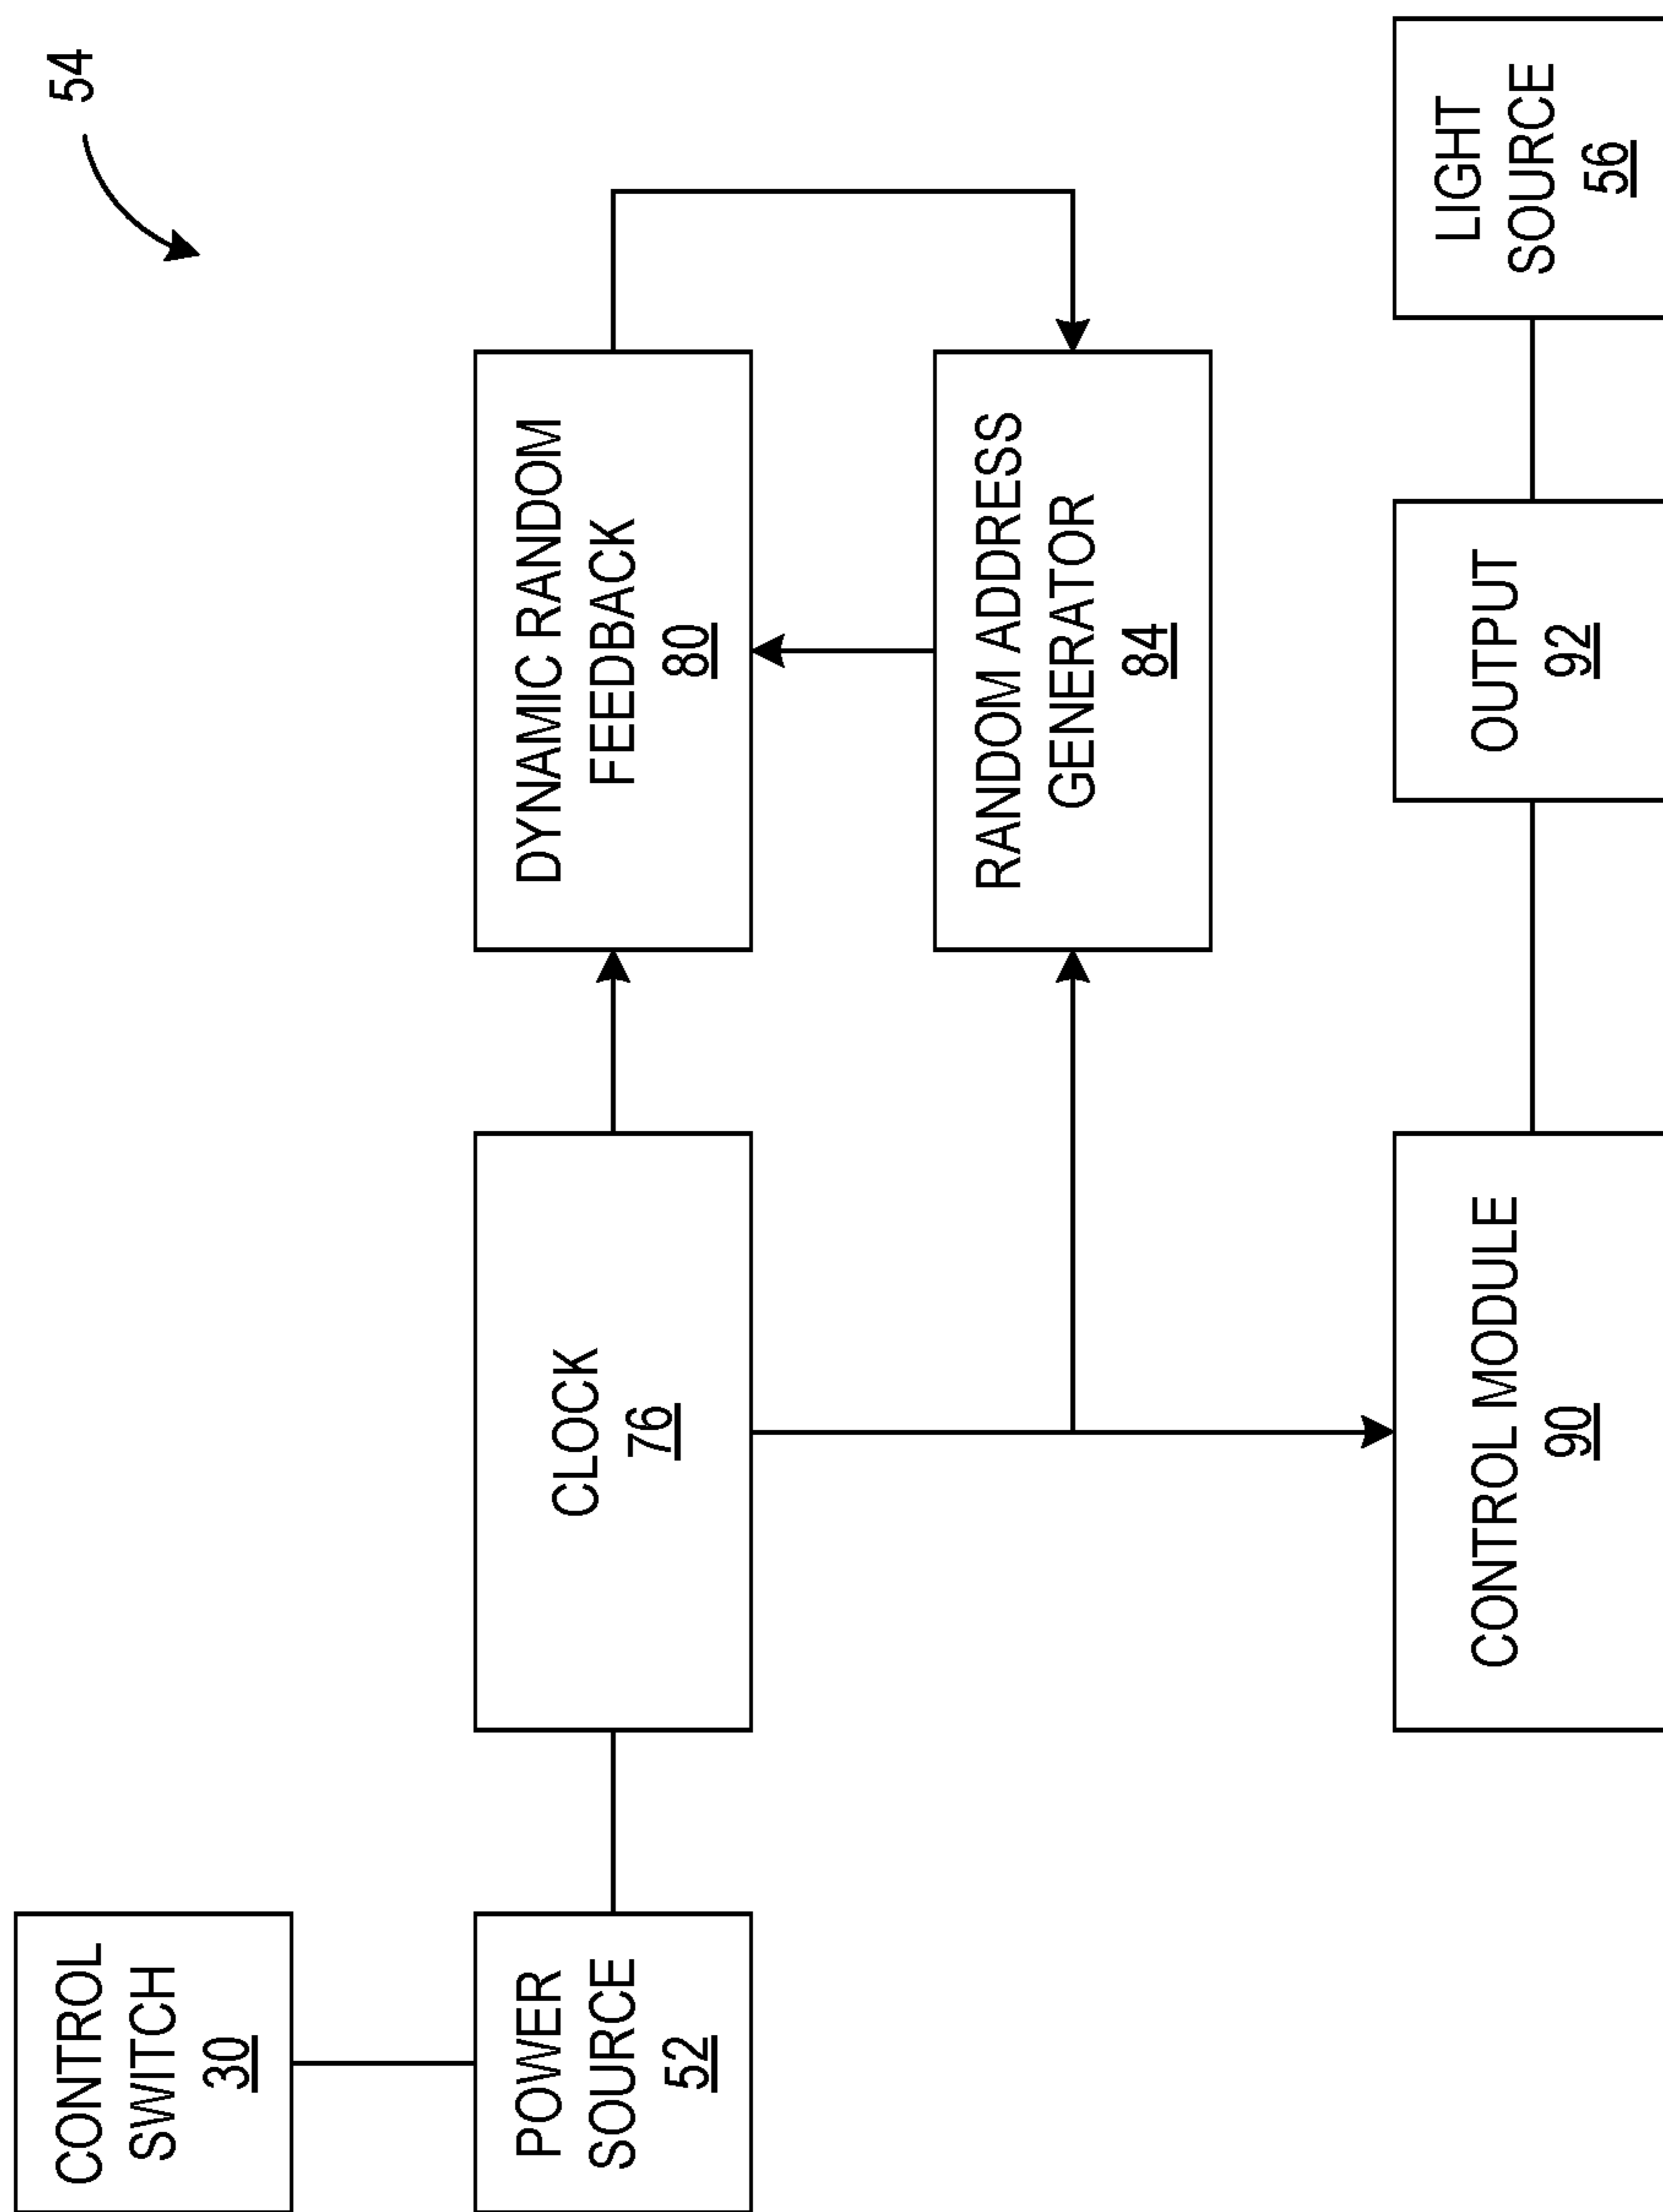 54
CONTROL
SWITCH
30
POWER
SOURCE
52
CLOCK
76
DYNAMIC RANDOM
FEEDBACK
80
RANDOM ADDRESS
GENERATOR
84
CONTROL MODULE
90
OUTPUT
92
LIGHT
SOURCE
56